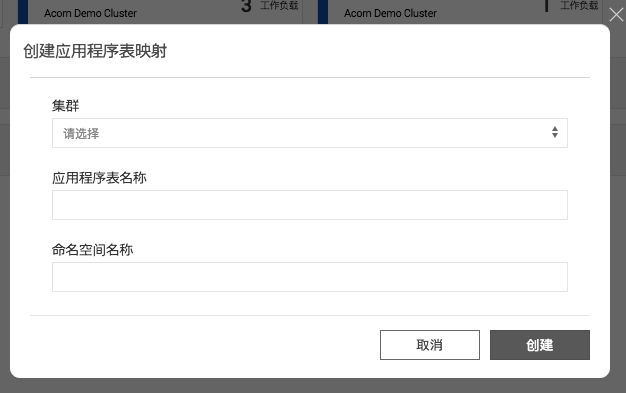 3 工作负载
Acorn Demo Cluster
1 工作负载
Acorn Demo Cluster
创建应用程序表映射
集群
请选择
应用程序表名称
命名空间名称
取消
创建